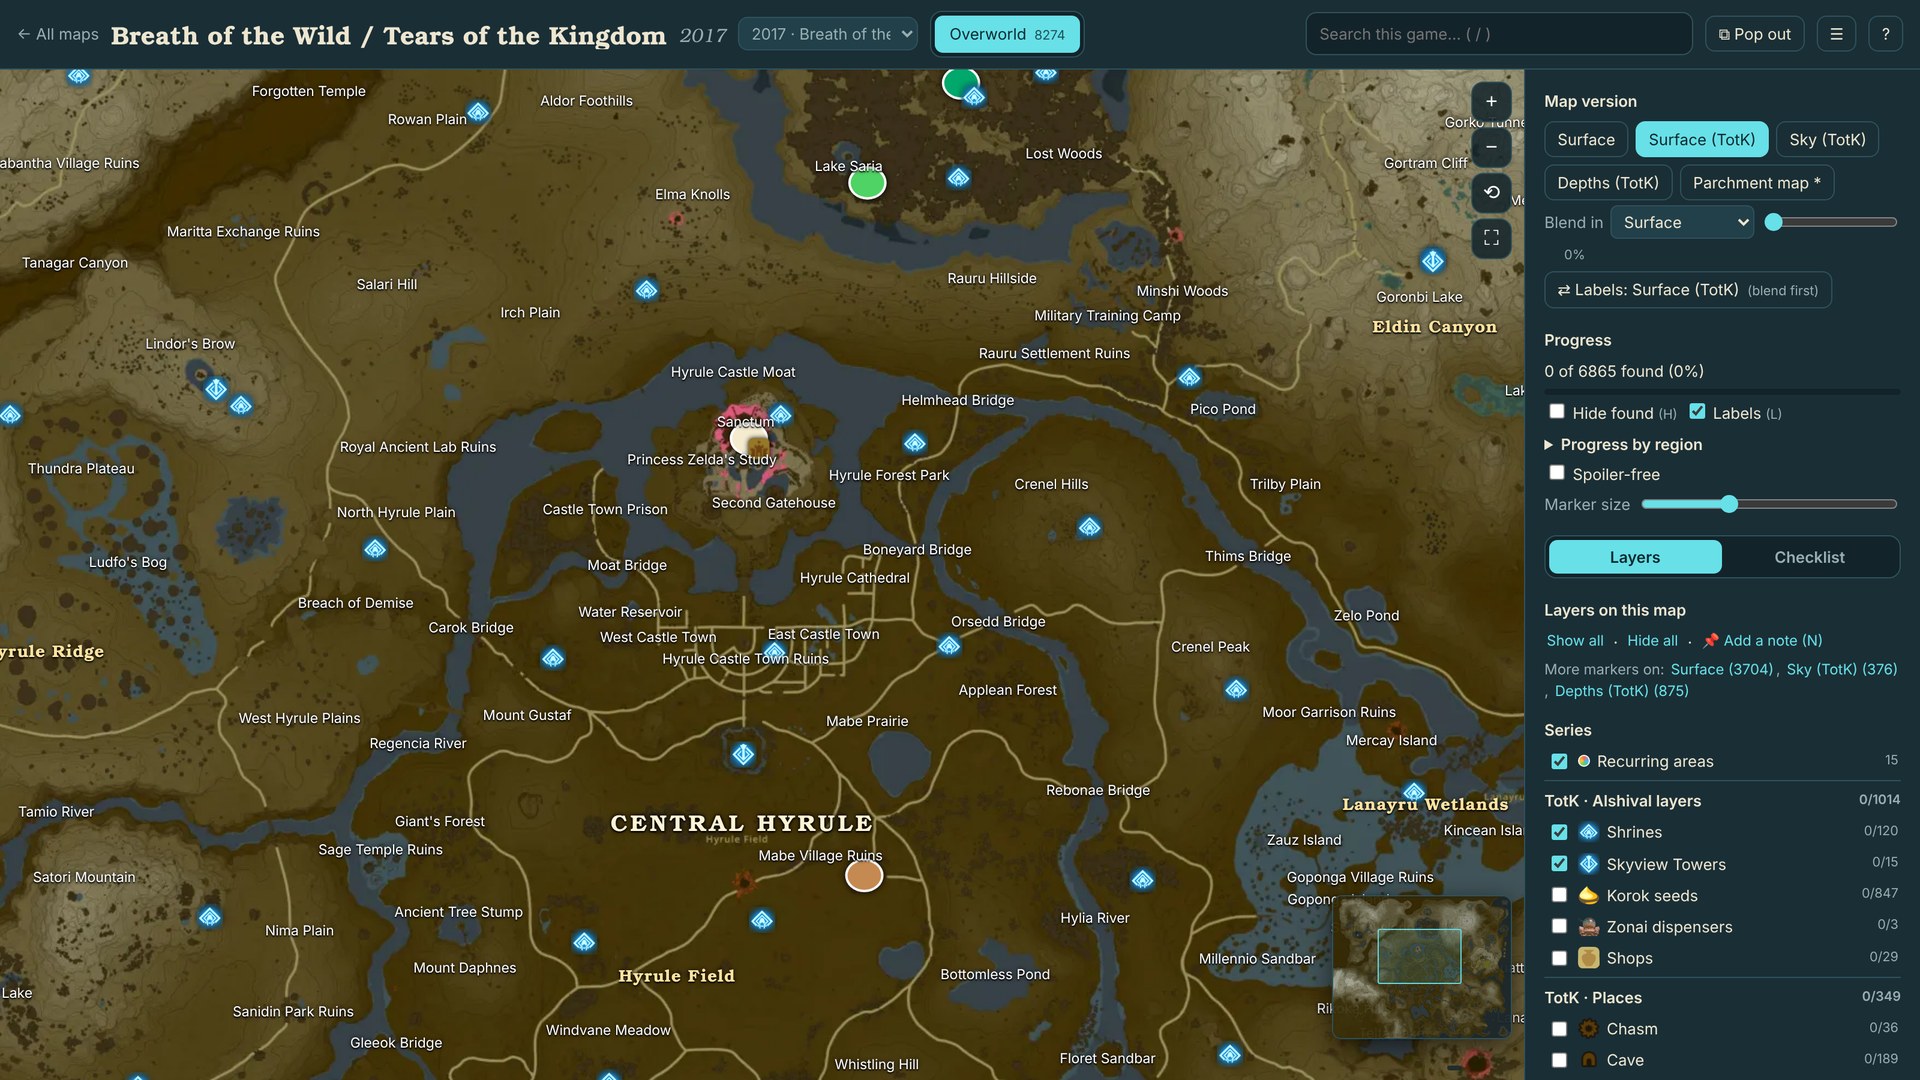 ← All maps
Breath of the Wild / Tears of the Kingdom
2017
2017 · Breath of the
Overworld 8274
Search this game... ( / )
Pop out
?
Forgotten Temple
Aldor Foothills
Rowan Plain
abantha Village Ruins
Lake Saria
Lost Woods
Gortram Cliff
Elma Knolls
Maritta Exchange Ruins
Tanagar Canyon
Salari Hill
Rauru Hillside
Minshi Woods
Goronbi Lake
Irch Plain
Military Training Camp
Eldin Canyon
Lindor's Brow
Rauru Settlement Ruins
Hyrule Castle Moat
Helmhead Bridge
Pico Pond
Sanctum
Royal Ancient Lab Ruins
Princess Zelda's Study
Thundra Plateau
Hyrule Forest Park
Crenel Hills
Trilby Plain
Second Gatehouse
Castle Town Prison
North Hyrule Plain
Boneyard Bridge
Thims Bridge
Ludfo's Bog
Moat Bridge
Hyrule Cathedral
Breach of Demise
Water Reservoir
Zelo Pond
Carok Bridge
West Castle Town
East Castle Town
Orsedd Bridge
yrule Ridge
Hyrule Castle Town Ruins
Crenel Peak
Applean Forest
West Hyrule Plains
Mount Gustaf
Mabe Prairie
Moor Garrison Ruins
Regencia River
Mercay Island
Rebonae Bridge
Lanayru Wetlands
Tamio River
Giant's Forest
CENTRAL HYRULE
Hyrule Field
Kincean Islan
Zauz Island
Sage Temple Ruins
Mabe Village Ruins
Satori Mountain
Goponga Village Ruins
Ancient Tree Stump
Hylia River
Nima Plain
Millennio Sandbar
Mount Daphnes
Hyrule Field
Bottomless Pond
Lake
Sanidin Park Ruins
Windvane Meadow
Gleeok Bridge
Floret Sandbar
Whistling Hill
+
−
Map version
Surface
Surface (TotK)
Sky (TotK)
Depths (TotK)
Parchment map *
Blend in
Surface
0%
⇄ Labels: Surface (TotK) (blend first)
Progress
0 of 6865 found (0%)
Hide found (H)
Labels (L)
Progress by region
Spoiler-free
Marker size
Layers
Checklist
Layers on this map
Show all · Hide all · 📌 Add a note (N)
More markers on: Surface (3704) , Sky (TotK) (376)
, Depths (TotK) (875)
Series
Recurring areas 15
TotK · Alshival layers 0/1014
Shrines 0/120
Skyview Towers 0/15
Korok seeds 0/847
Zonai dispensers 0/3
Shops 0/29
TotK · Places 0/349
Chasm 0/36
Cave 0/189